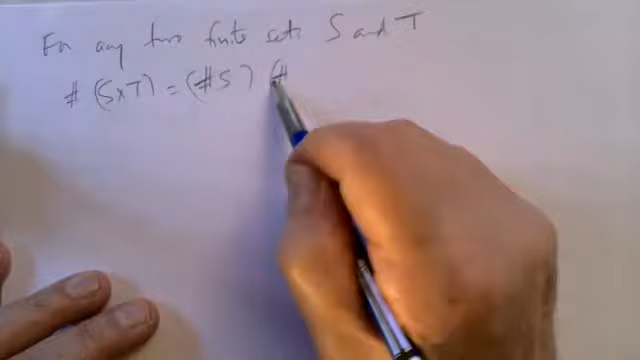 For any two finite sets S and T
# (S×T) = (#S) (#